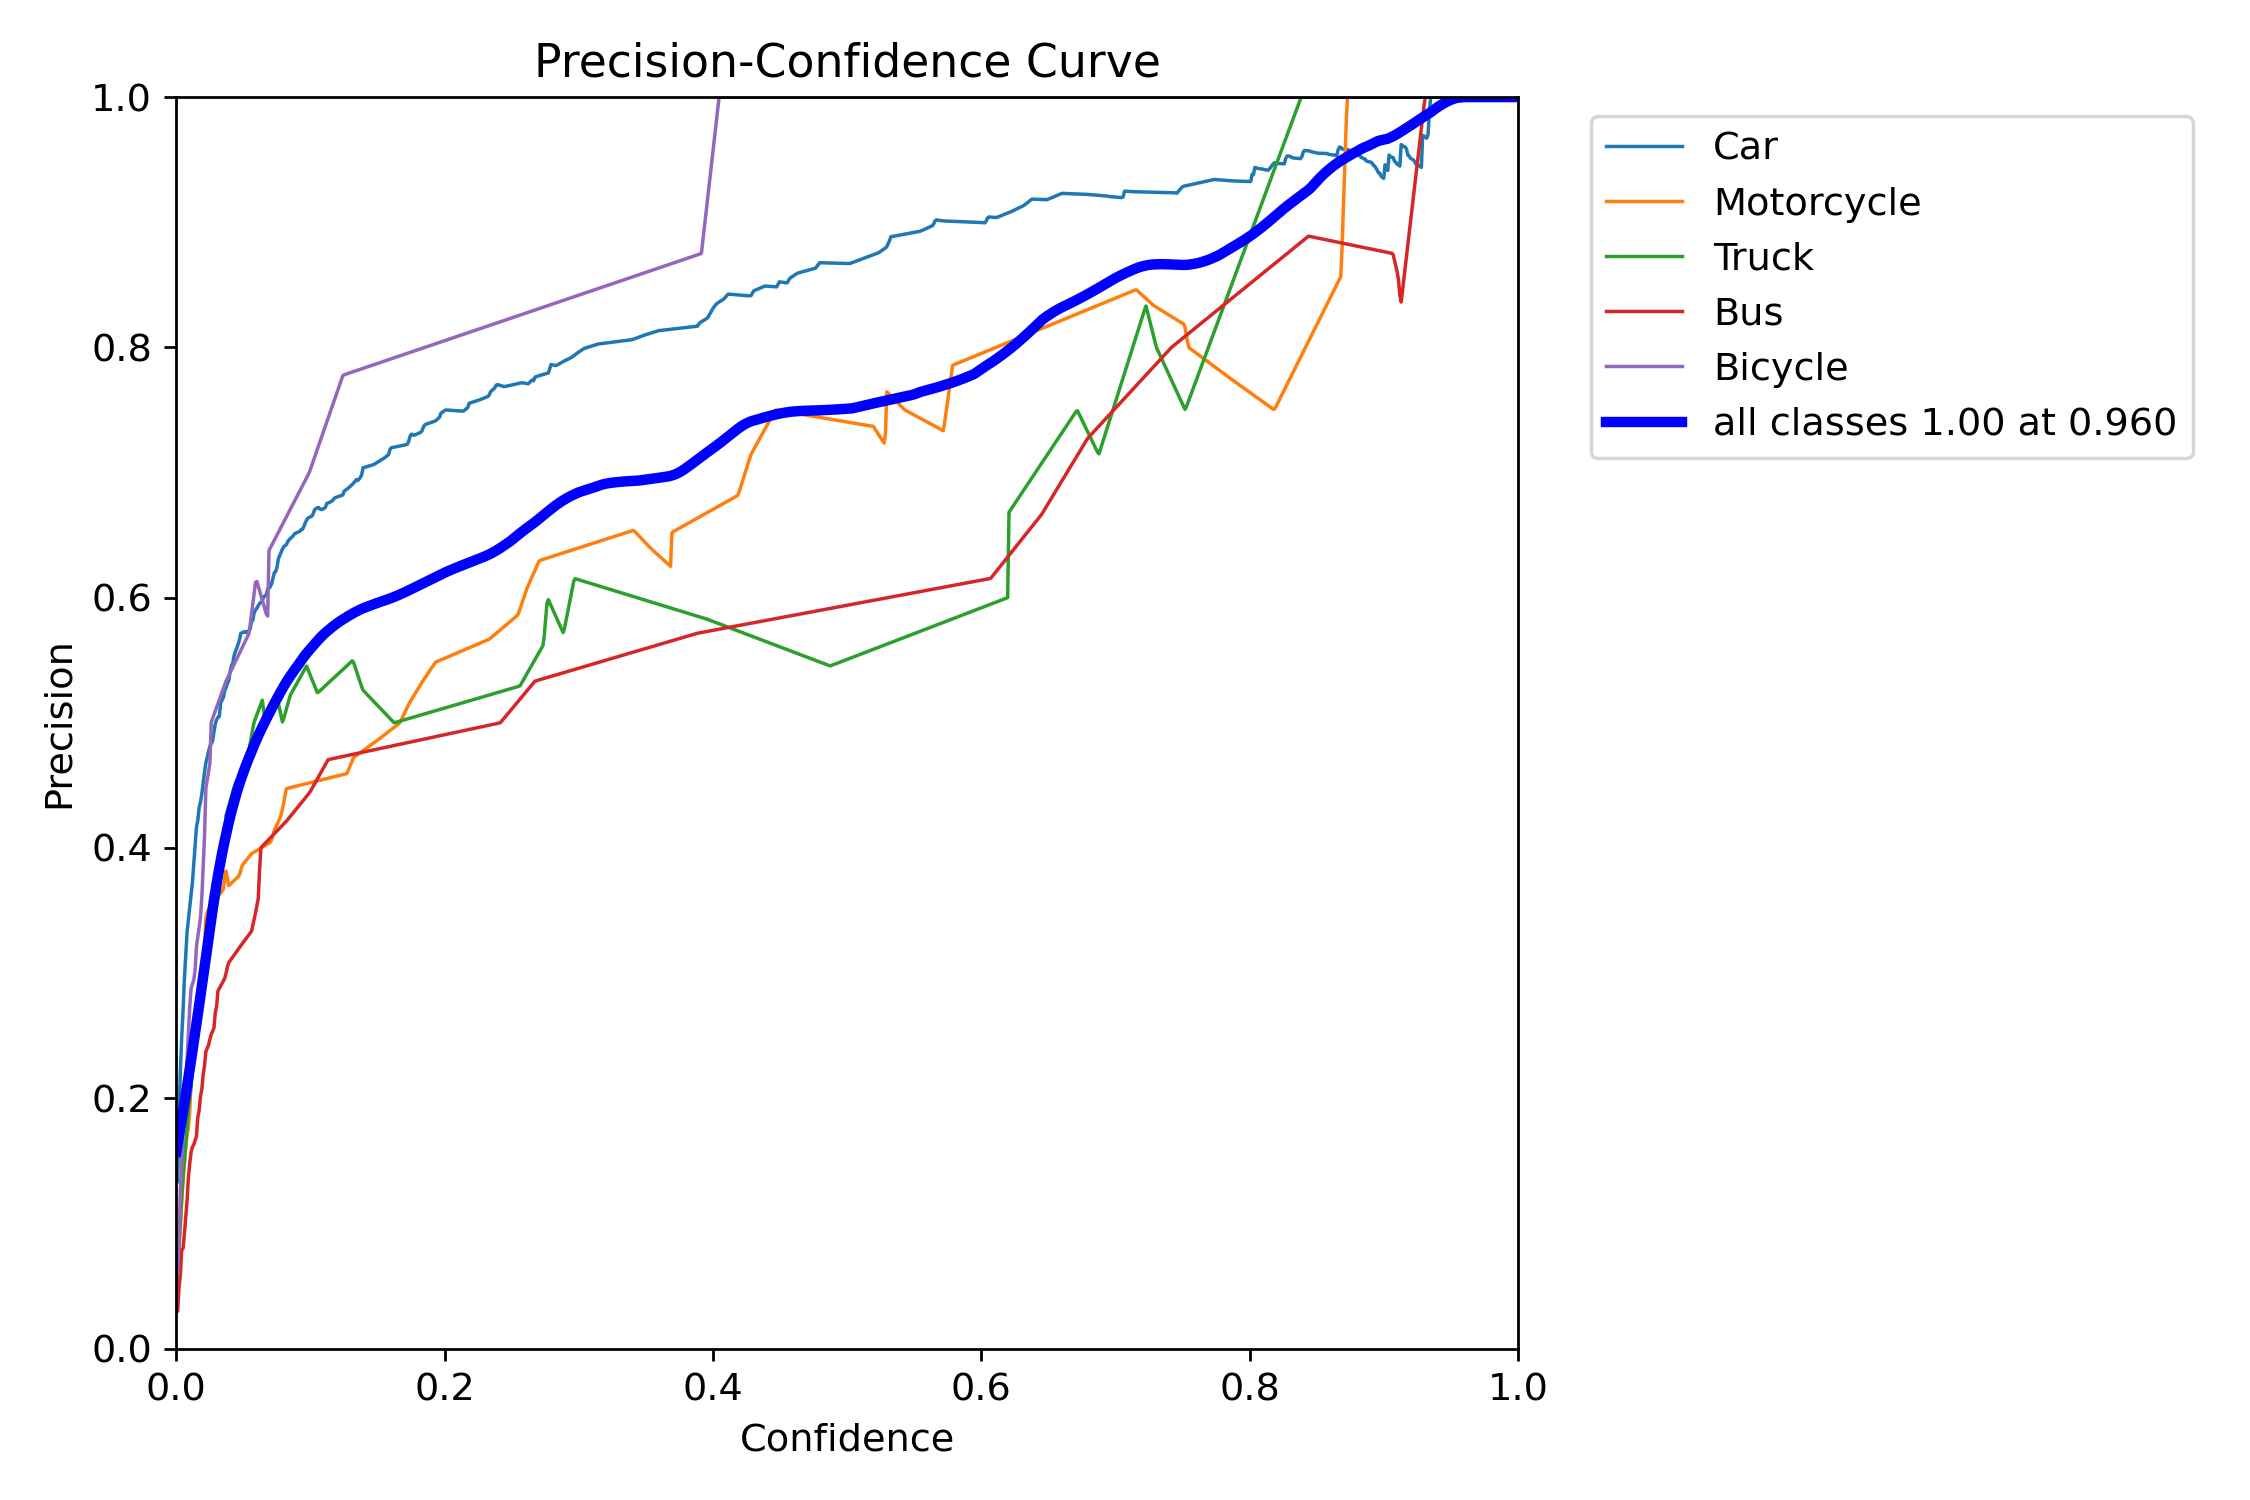 Precision-Confidence Curve
1.0
0.8
0.6
0.4
0.2
0.0
Precision
0.0 0.2 0.4 0.6 0.8 1.0
Confidence
Car
Motorcycle
Truck
Bus
Bicycle
all classes 1.00 at 0.960